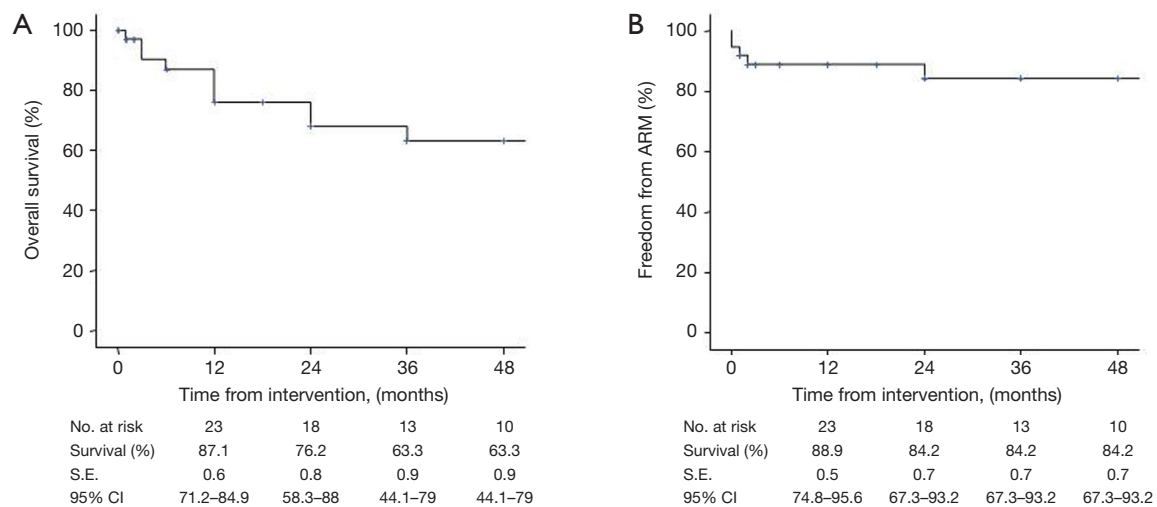 A
100
80
60
40
20
0
Overall survival (%)
0 12 24 36 48
Time from intervention, (months)
No. at risk 23 18 13 10
Survival (%) 87.1 76.2 63.3 63.3
S.E. 0.6 0.8 0.9 0.9
95% CI 71.2–84.9 58.3–88 44.1–79 44.1–79
B
100
80
60
40
20
0
Freedom from ARM (%)
0 12 24 36 48
Time from intervention, (months)
No. at risk 23 18 13 10
Survival (%) 88.9 84.2 84.2 84.2
S.E. 0.5 0.7 0.7 0.7
95% CI 74.8–95.6 67.3–93.2 67.3–93.2 67.3–93.2